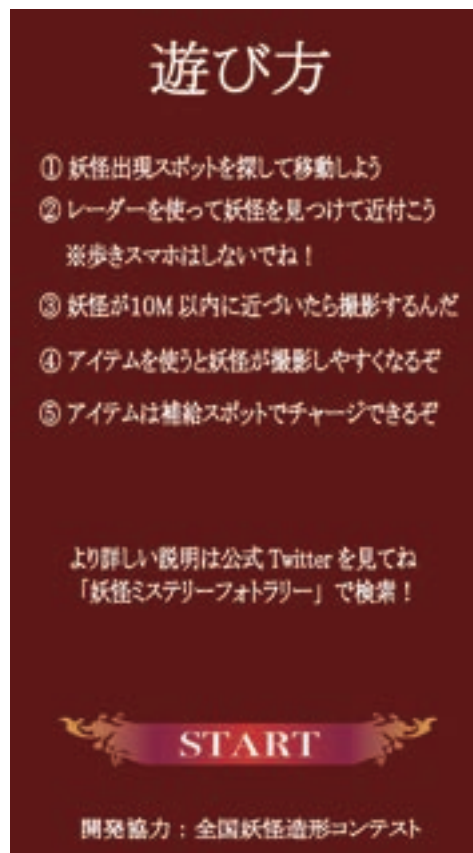 遊び方
① 妖怪出現スポットを探して移動しよう
② レーダーを使って妖怪を見つけて近付こう
※歩きスマホはしないでね！
③ 妖怪が10M以内に近づいたら撮影するんだ
④ アイテムを使うと妖怪が撮影しやすくなるぞ
⑤ アイテムは補給スポットでチャージできるぞ
より詳しい説明は公式 Twitter を見てね
「妖怪ミステリーフォトラリー」で検索！
START
開発協力：全国妖怪造形コンテスト